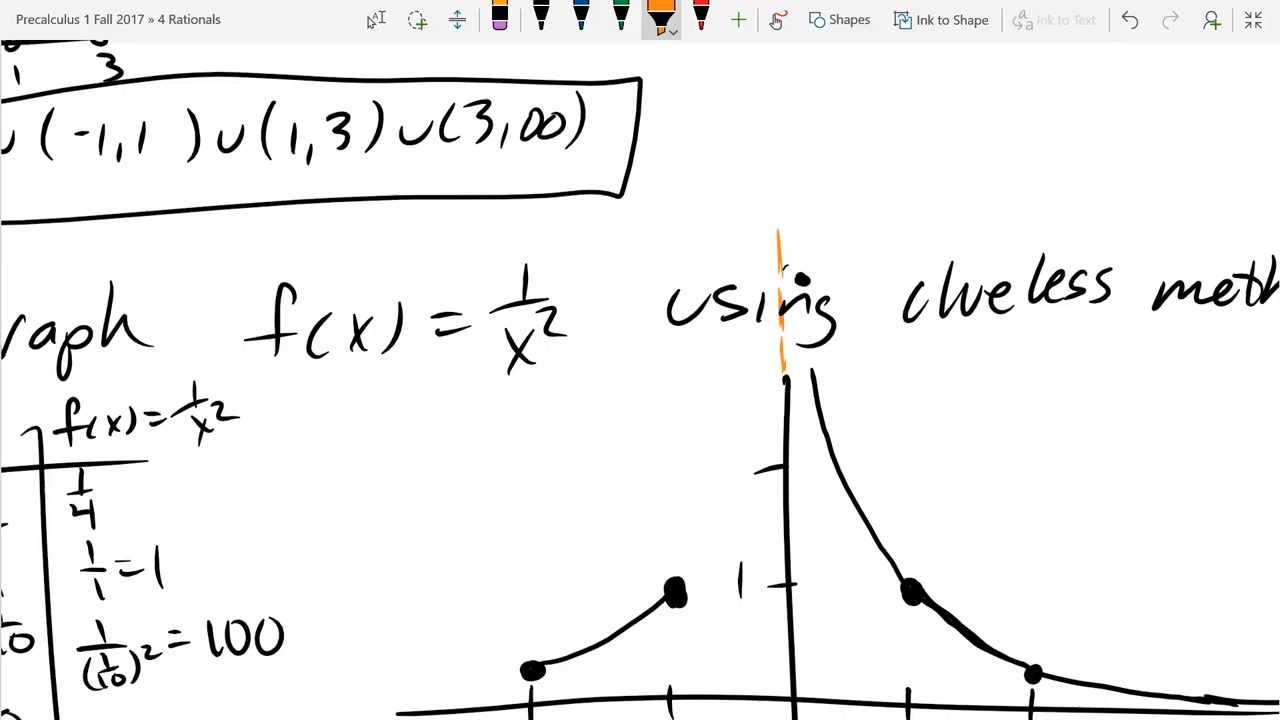 Precalculus 1 Fall 2017 » 4 Rationals
Shapes
Ink to Shape
Ink to Text
1 3
∪(-1,1)∪(1,3)∪(3,∞)
raph f(x) = 1/x² using clueless meth
f(x) = 1/x²
1/4
1/1 = 1
1/(1/10)² = 100
1